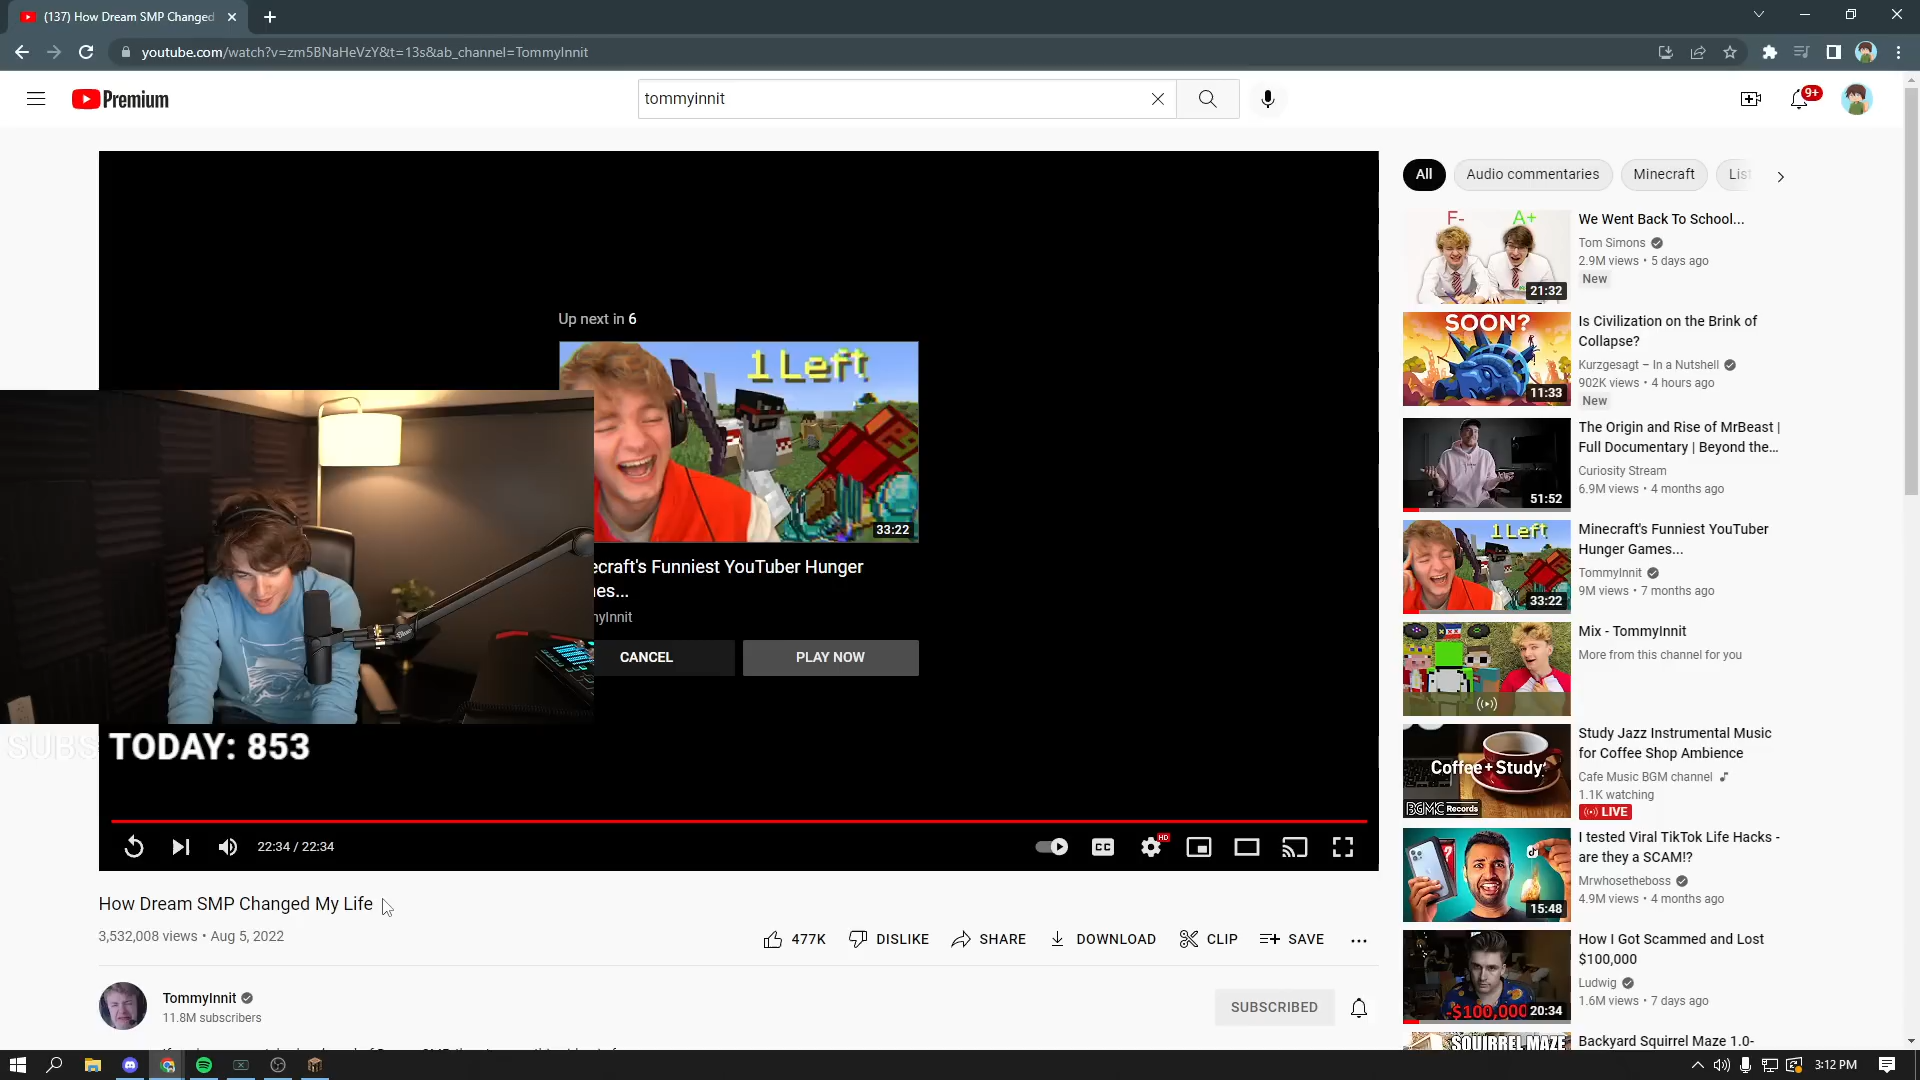 (137) How Dream SMP Changed
youtube.com/watch?v=zm5BNaHeVzY&t=13s&ab_channel=TommyInnit
Premium
tommyinnit
9+
All
Audio commentaries
Minecraft
List
Up next in 6
1 Left
33:22
ecraft's Funniest YouTuber Hunger
es...
yInnit
CANCEL
PLAY NOW
SUBS TODAY: 853
22:34 / 22:34
CC
HD
How Dream SMP Changed My Life
3,532,008 views • Aug 5, 2022
477K
DISLIKE
SHARE
DOWNLOAD
CLIP
SAVE
TommyInnit
11.8M subscribers
SUBSCRIBED
F-
A+
21:32
We Went Back To School...
Tom Simons
2.9M views • 5 days ago
New
SOON?
11:33
Is Civilization on the Brink of
Collapse?
Kurzgesagt – In a Nutshell
902K views • 4 hours ago
New
51:52
The Origin and Rise of MrBeast |
Full Documentary | Beyond the...
Curiosity Stream
6.9M views • 4 months ago
1 Left
33:22
Minecraft's Funniest YouTuber
Hunger Games...
TommyInnit
9M views • 7 months ago
Mix - TommyInnit
More from this channel for you
Coffee + Study
BGMC Records
Study Jazz Instrumental Music
for Coffee Shop Ambience
Cafe Music BGM channel
1.1K watching
LIVE
15:48
I tested Viral TikTok Life Hacks -
are they a SCAM!?
Mrwhosetheboss
4.9M views • 4 months ago
-$100,000
20:34
How I Got Scammed and Lost
$100,000
Ludwig
1.6M views • 7 days ago
SQUIRREL MAZE
Backyard Squirrel Maze 1.0-
3:12 PM